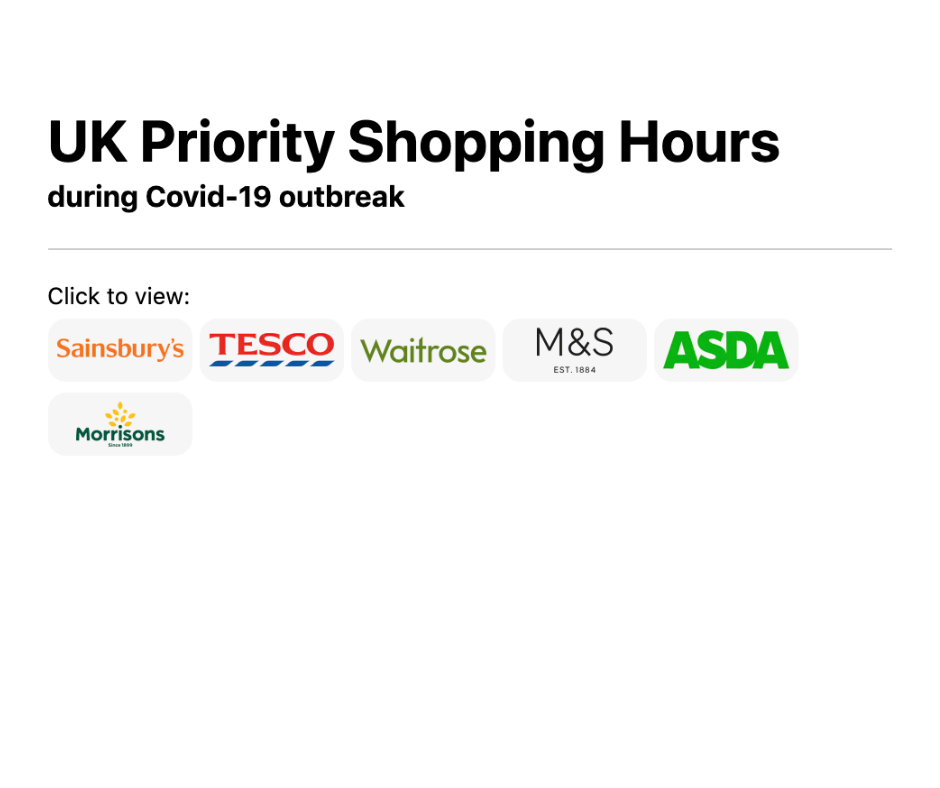 UK Priority Shopping Hours
during Covid-19 outbreak
Click to view:
Sainsbury's
TESCO
Waitrose
M&S
EST. 1884
ASDA
Morrisons
Since 1899